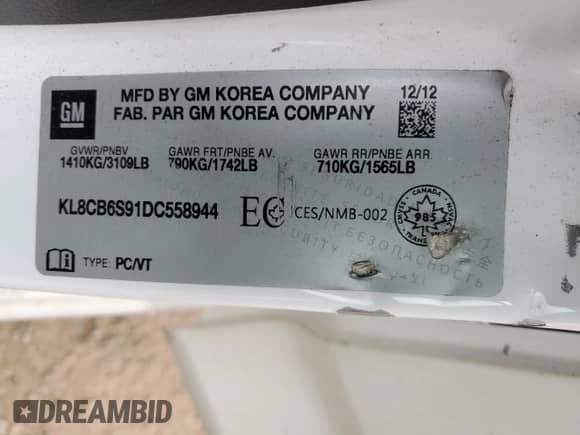 GM
MFD BY GM KOREA COMPANY
FAB. PAR GM KOREA COMPANY
12/12
GVWR/PNBV
1410KG/3109LB
GAWR FRT/PNBE AV.
790KG/1742LB
GAWR RR/PNBE ARR.
710KG/1565LB
KL8CB6S91DC558944
CES/NMB-002
CANADA
985
TYPE: PC/VT
БЕЗОПАСНОСТЬ
DREAMBID